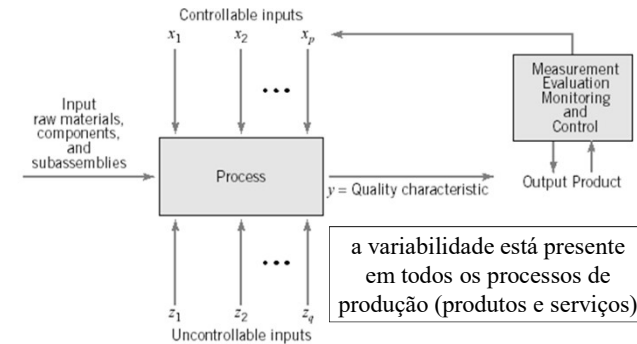 Controllable inputs
x1 x2 xp
Measurement
Evaluation
Monitoring
and
Control
Input
raw materials,
components,
and
subassemblies
Process
y = Quality characteristic
Output Product
a variabilidade está presente
em todos os processos de
produção (produtos e serviços)
z1 z2 zq
Uncontrollable inputs